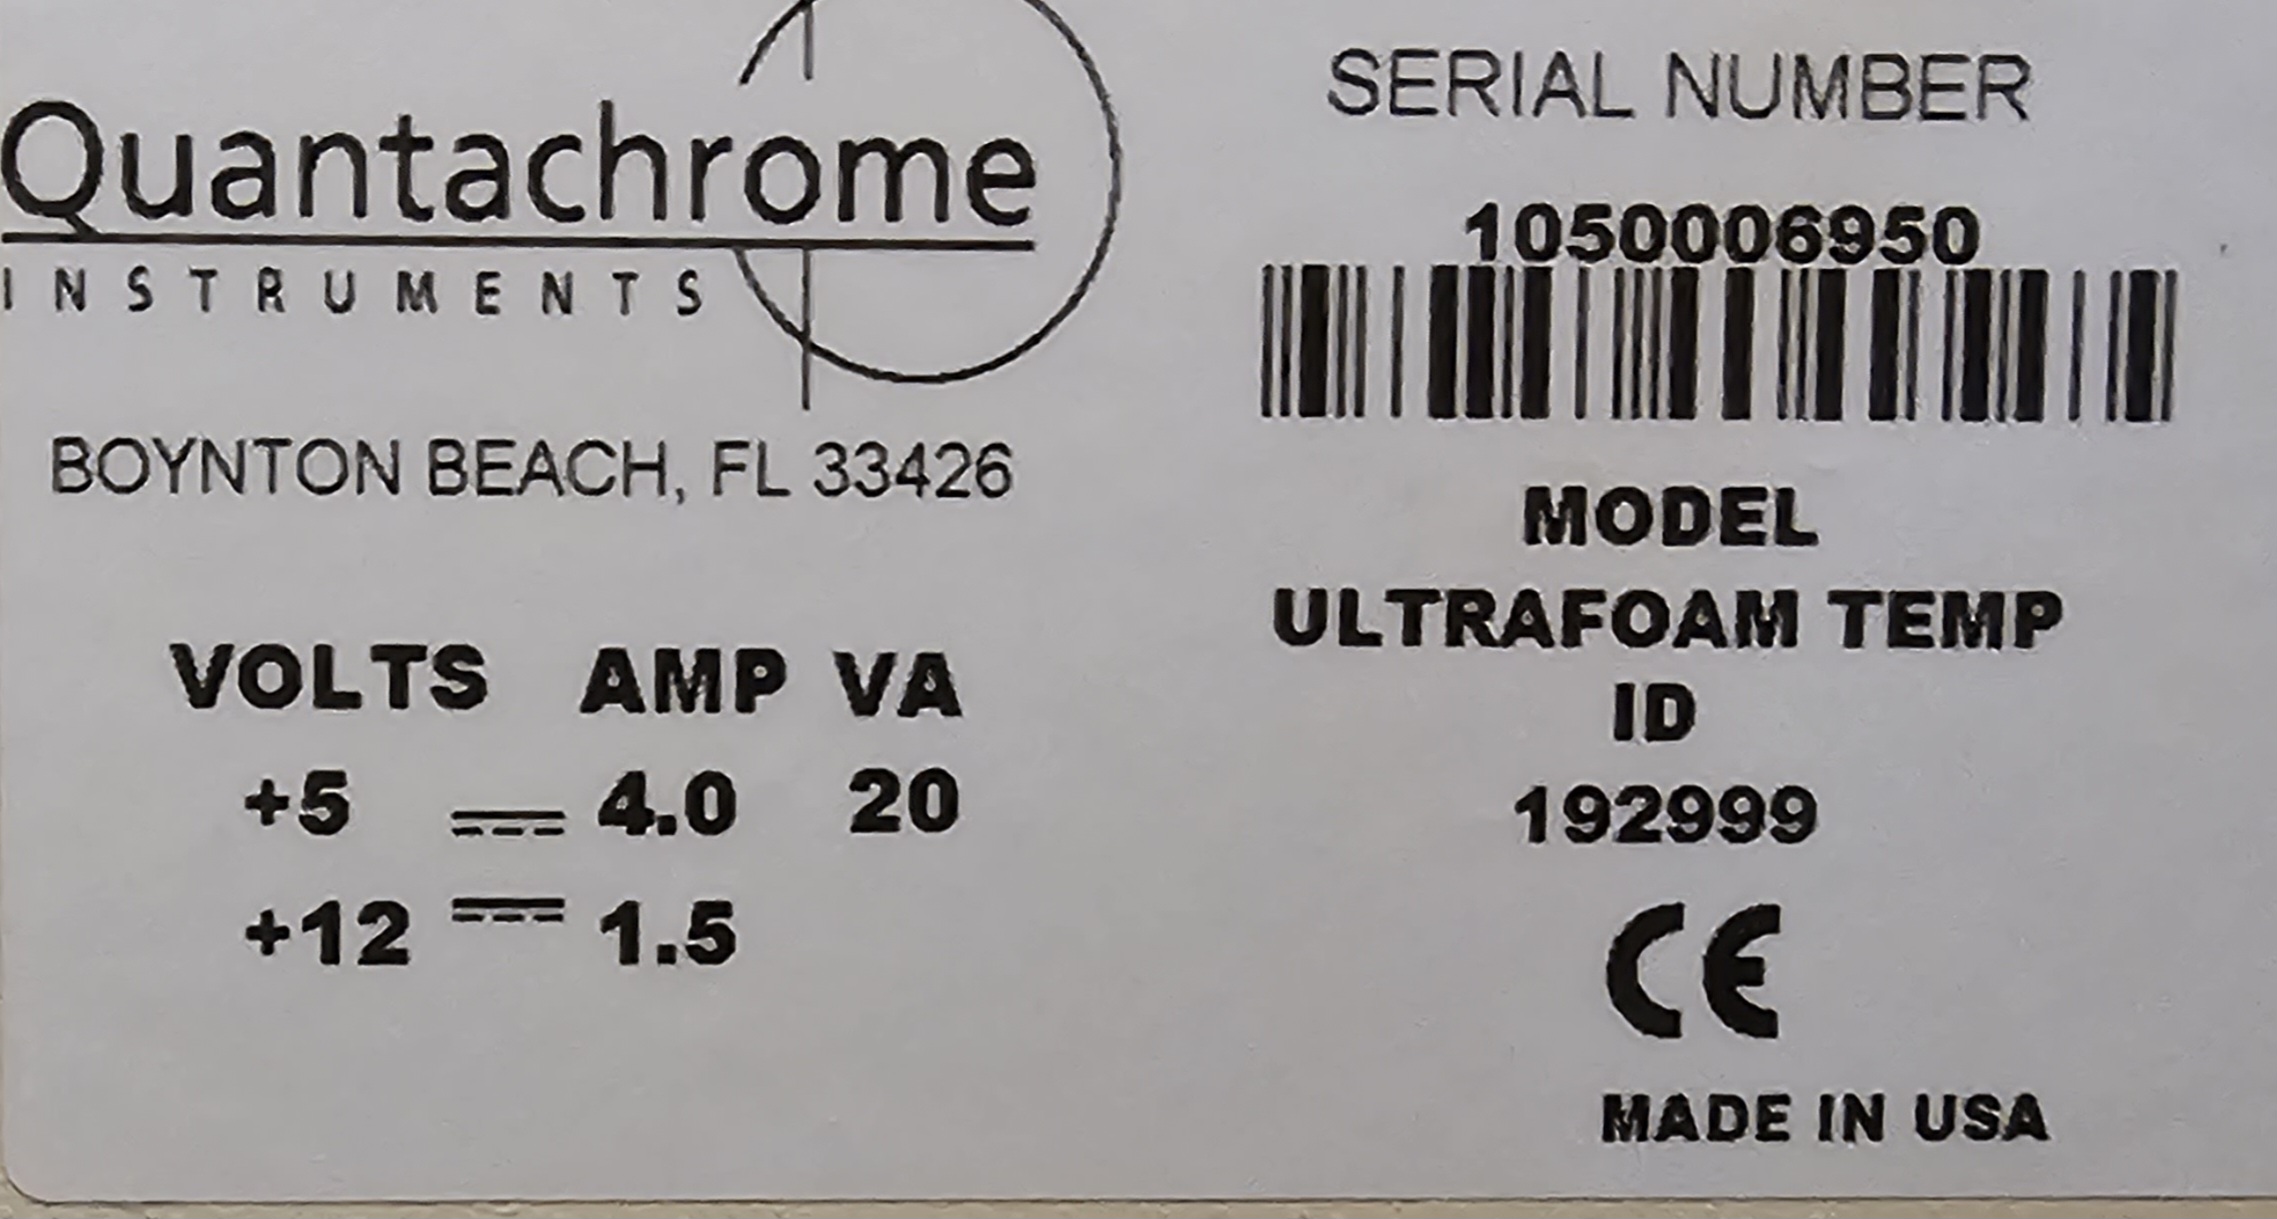 Quantachrome
INSTRUMENTS
BOYNTON BEACH, FL 33426
VOLTS AMP VA
+5 ⎓ 4.0 20
+12 ⎓ 1.5
SERIAL NUMBER
1050006950
MODEL
ULTRAFOAM TEMP
ID
192999
CE
MADE IN USA